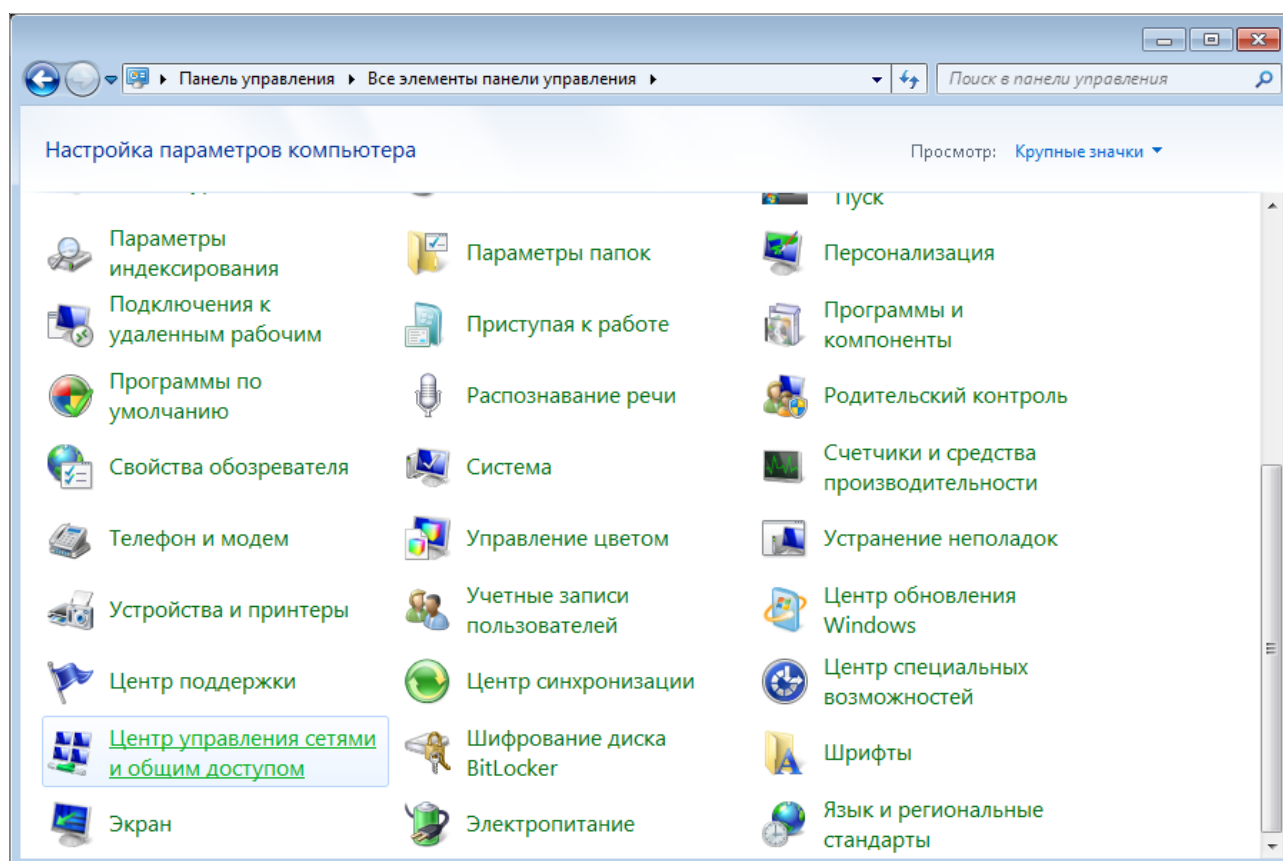 Панель управления ▸ Все элементы панели управления ▸
Поиск в панели управления
Настройка параметров компьютера
Просмотр: Крупные значки
Пуск
Параметры
индексирования
Параметры папок
Персонализация
Подключения к
удаленным рабочим
Приступая к работе
Программы и
компоненты
Программы по
умолчанию
Распознавание речи
Родительский контроль
Свойства обозревателя
Система
Счетчики и средства
производительности
Телефон и модем
Управление цветом
Устранение неполадок
Устройства и принтеры
Учетные записи
пользователей
Центр обновления
Windows
Центр поддержки
Центр синхронизации
Центр специальных
возможностей
Центр управления сетями
и общим доступом
Шифрование диска
BitLocker
Шрифты
Экран
Электропитание
Язык и региональные
стандарты